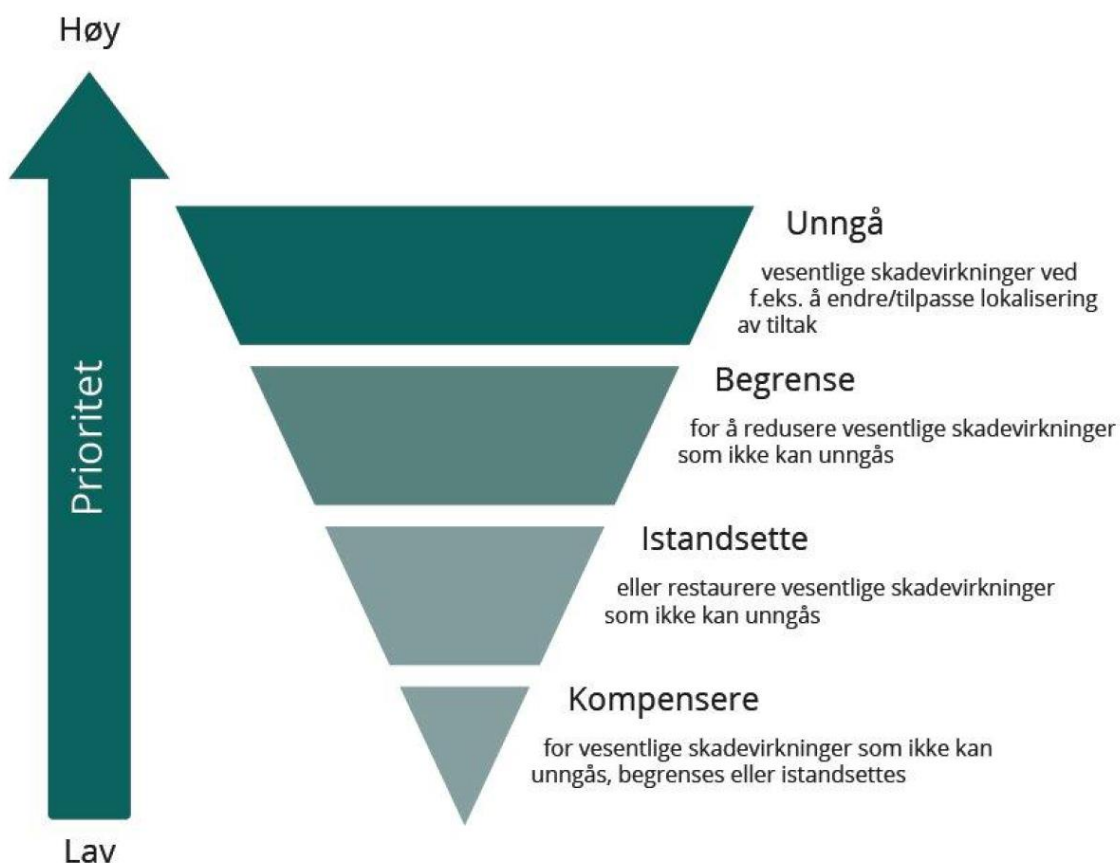 Høy
Prioritet
Lav
Unngå
vesentlige skadevirkninger ved
f.eks. å endre/tilpasse lokalisering
av tiltak
Begrense
for å redusere vesentlige skadevirkninger
som ikke kan unngås
Istandsette
eller restaurere vesentlige skadevirkninger
som ikke kan unngås
Kompensere
for vesentlige skadevirkninger som ikke kan
unngås, begrenses eller istandsettes